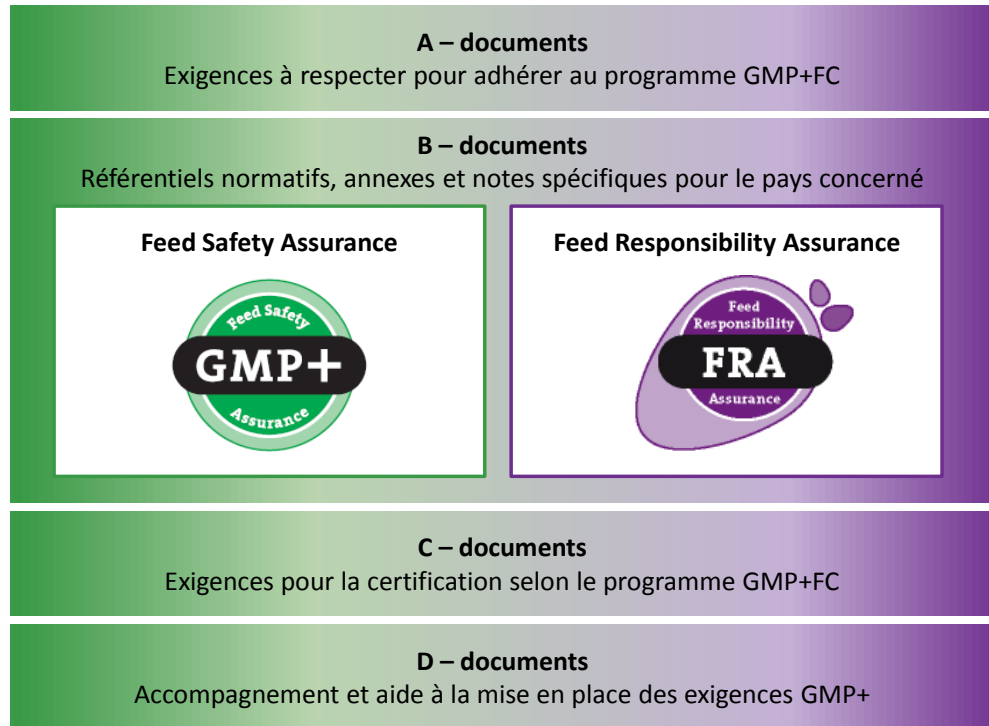 A – documents
Exigences à respecter pour adhérer au programme GMP+FC
B – documents
Référentiels normatifs, annexes et notes spécifiques pour le pays concerné
Feed Safety Assurance
Feed Safety
GMP+
Assurance
Feed Responsibility Assurance
Feed
Responsibility
FRA
Assurance
C – documents
Exigences pour la certification selon le programme GMP+FC
D – documents
Accompagnement et aide à la mise en place des exigences GMP+